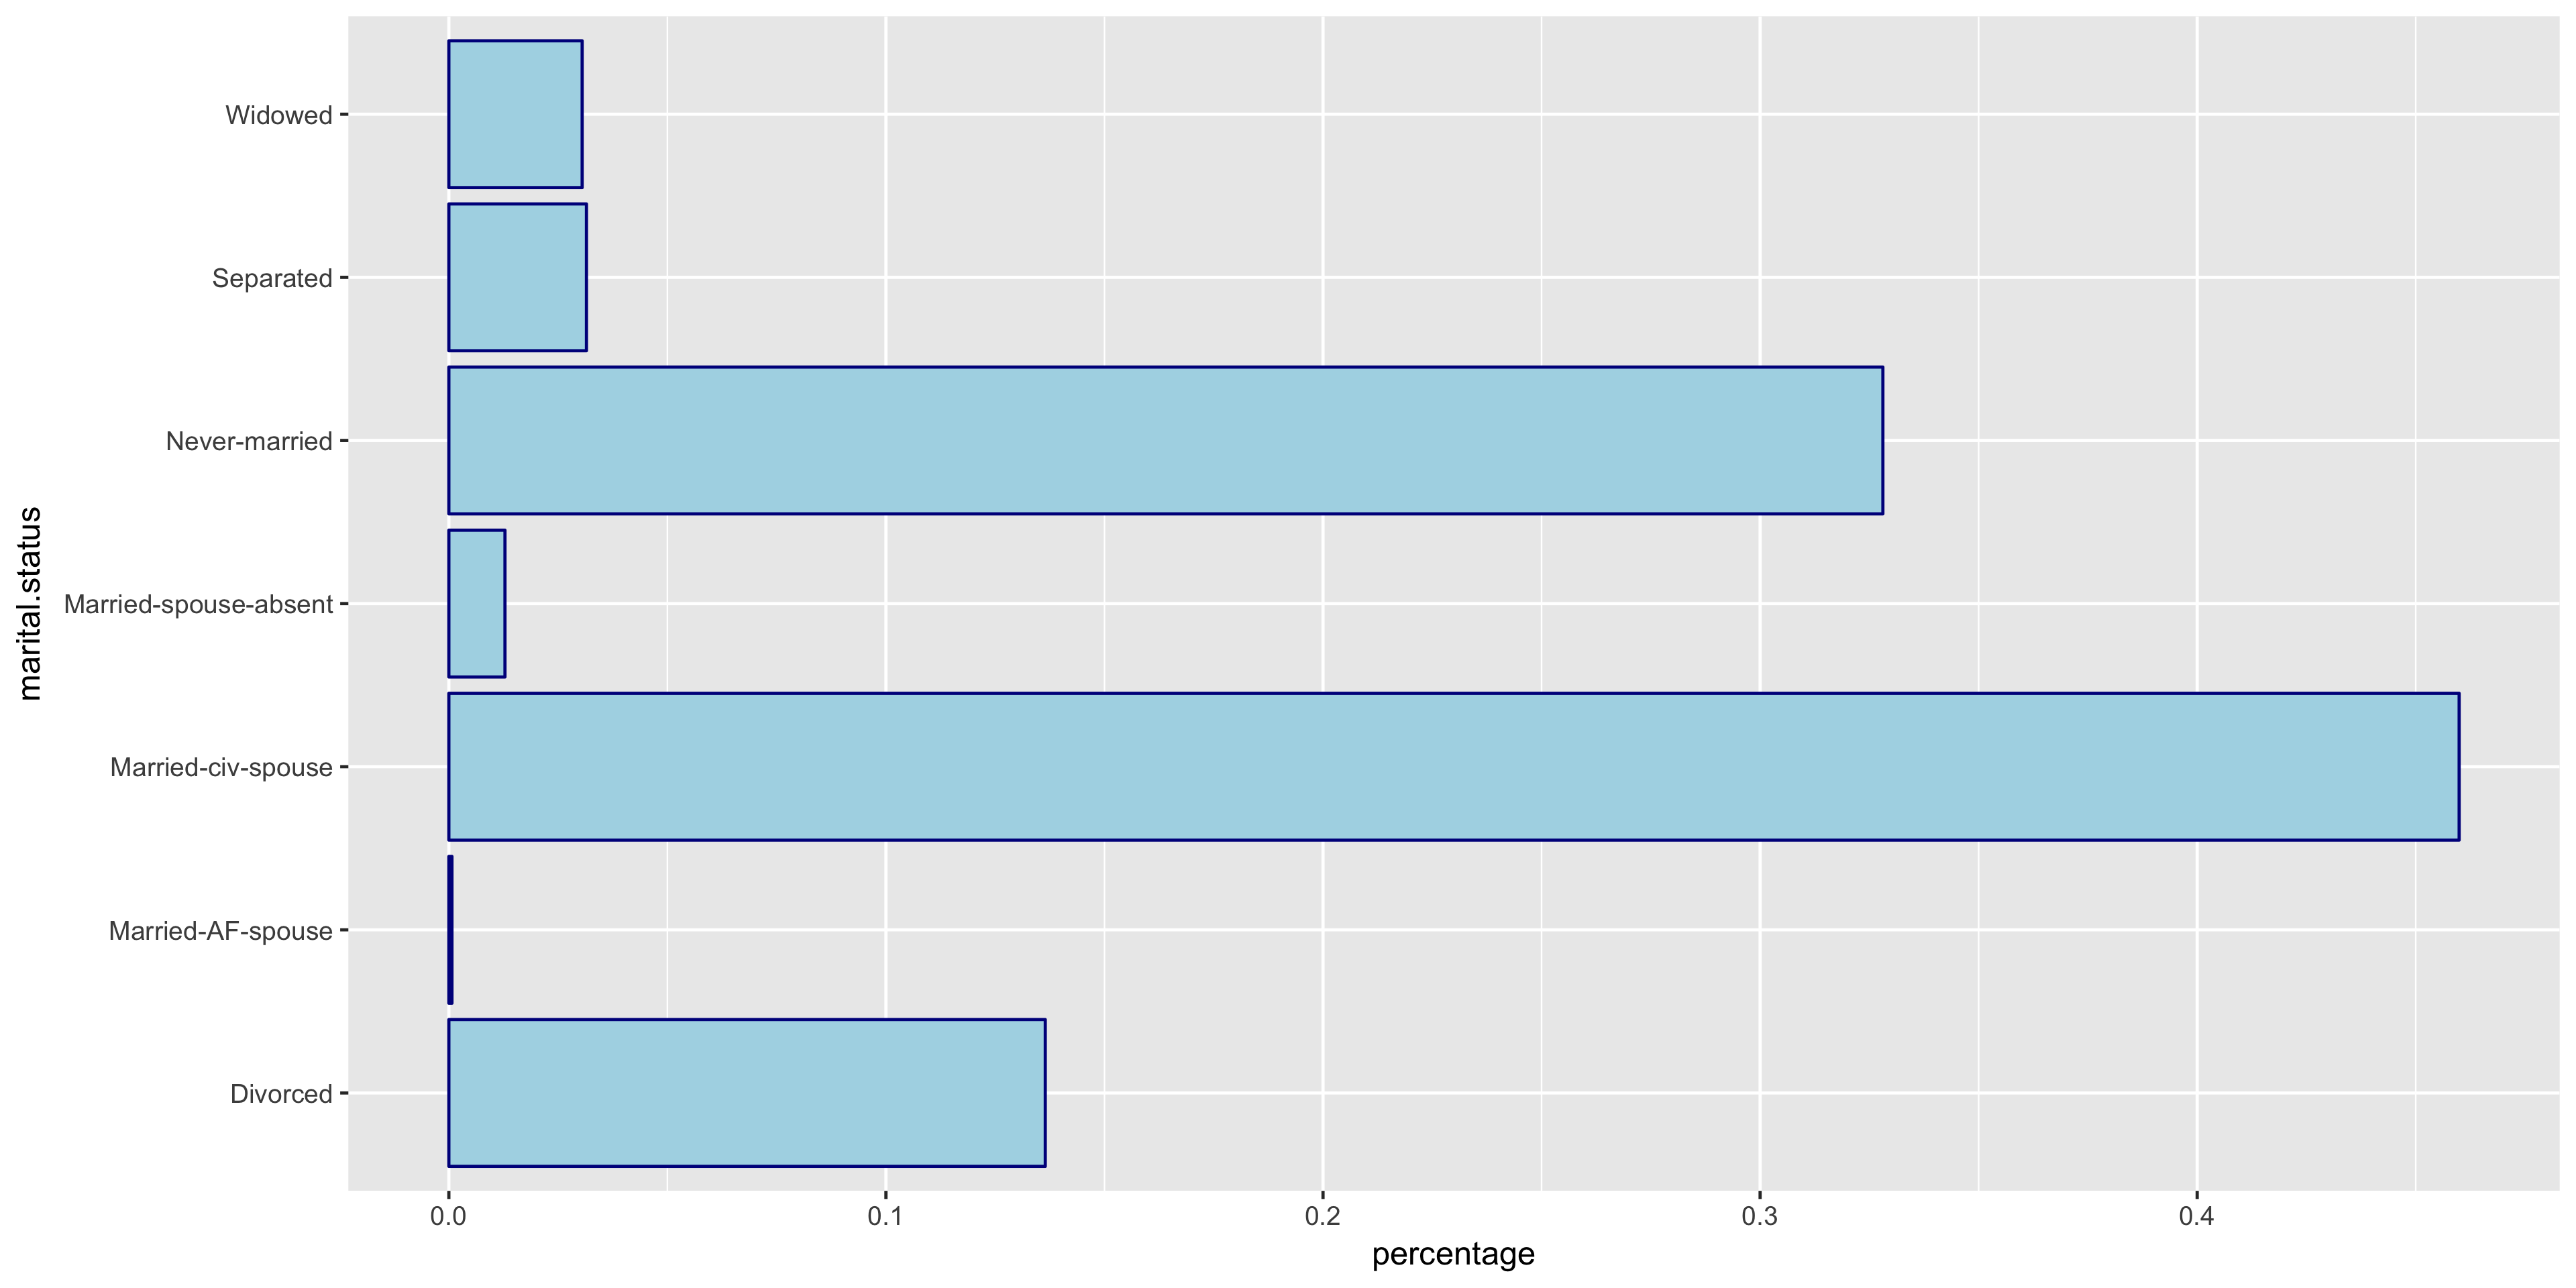 Widowed
Separated
Never-married
Married-spouse-absent
Married-civ-spouse
Married-AF-spouse
Divorced
marital.status
0.0 0.1 0.2 0.3 0.4
percentage